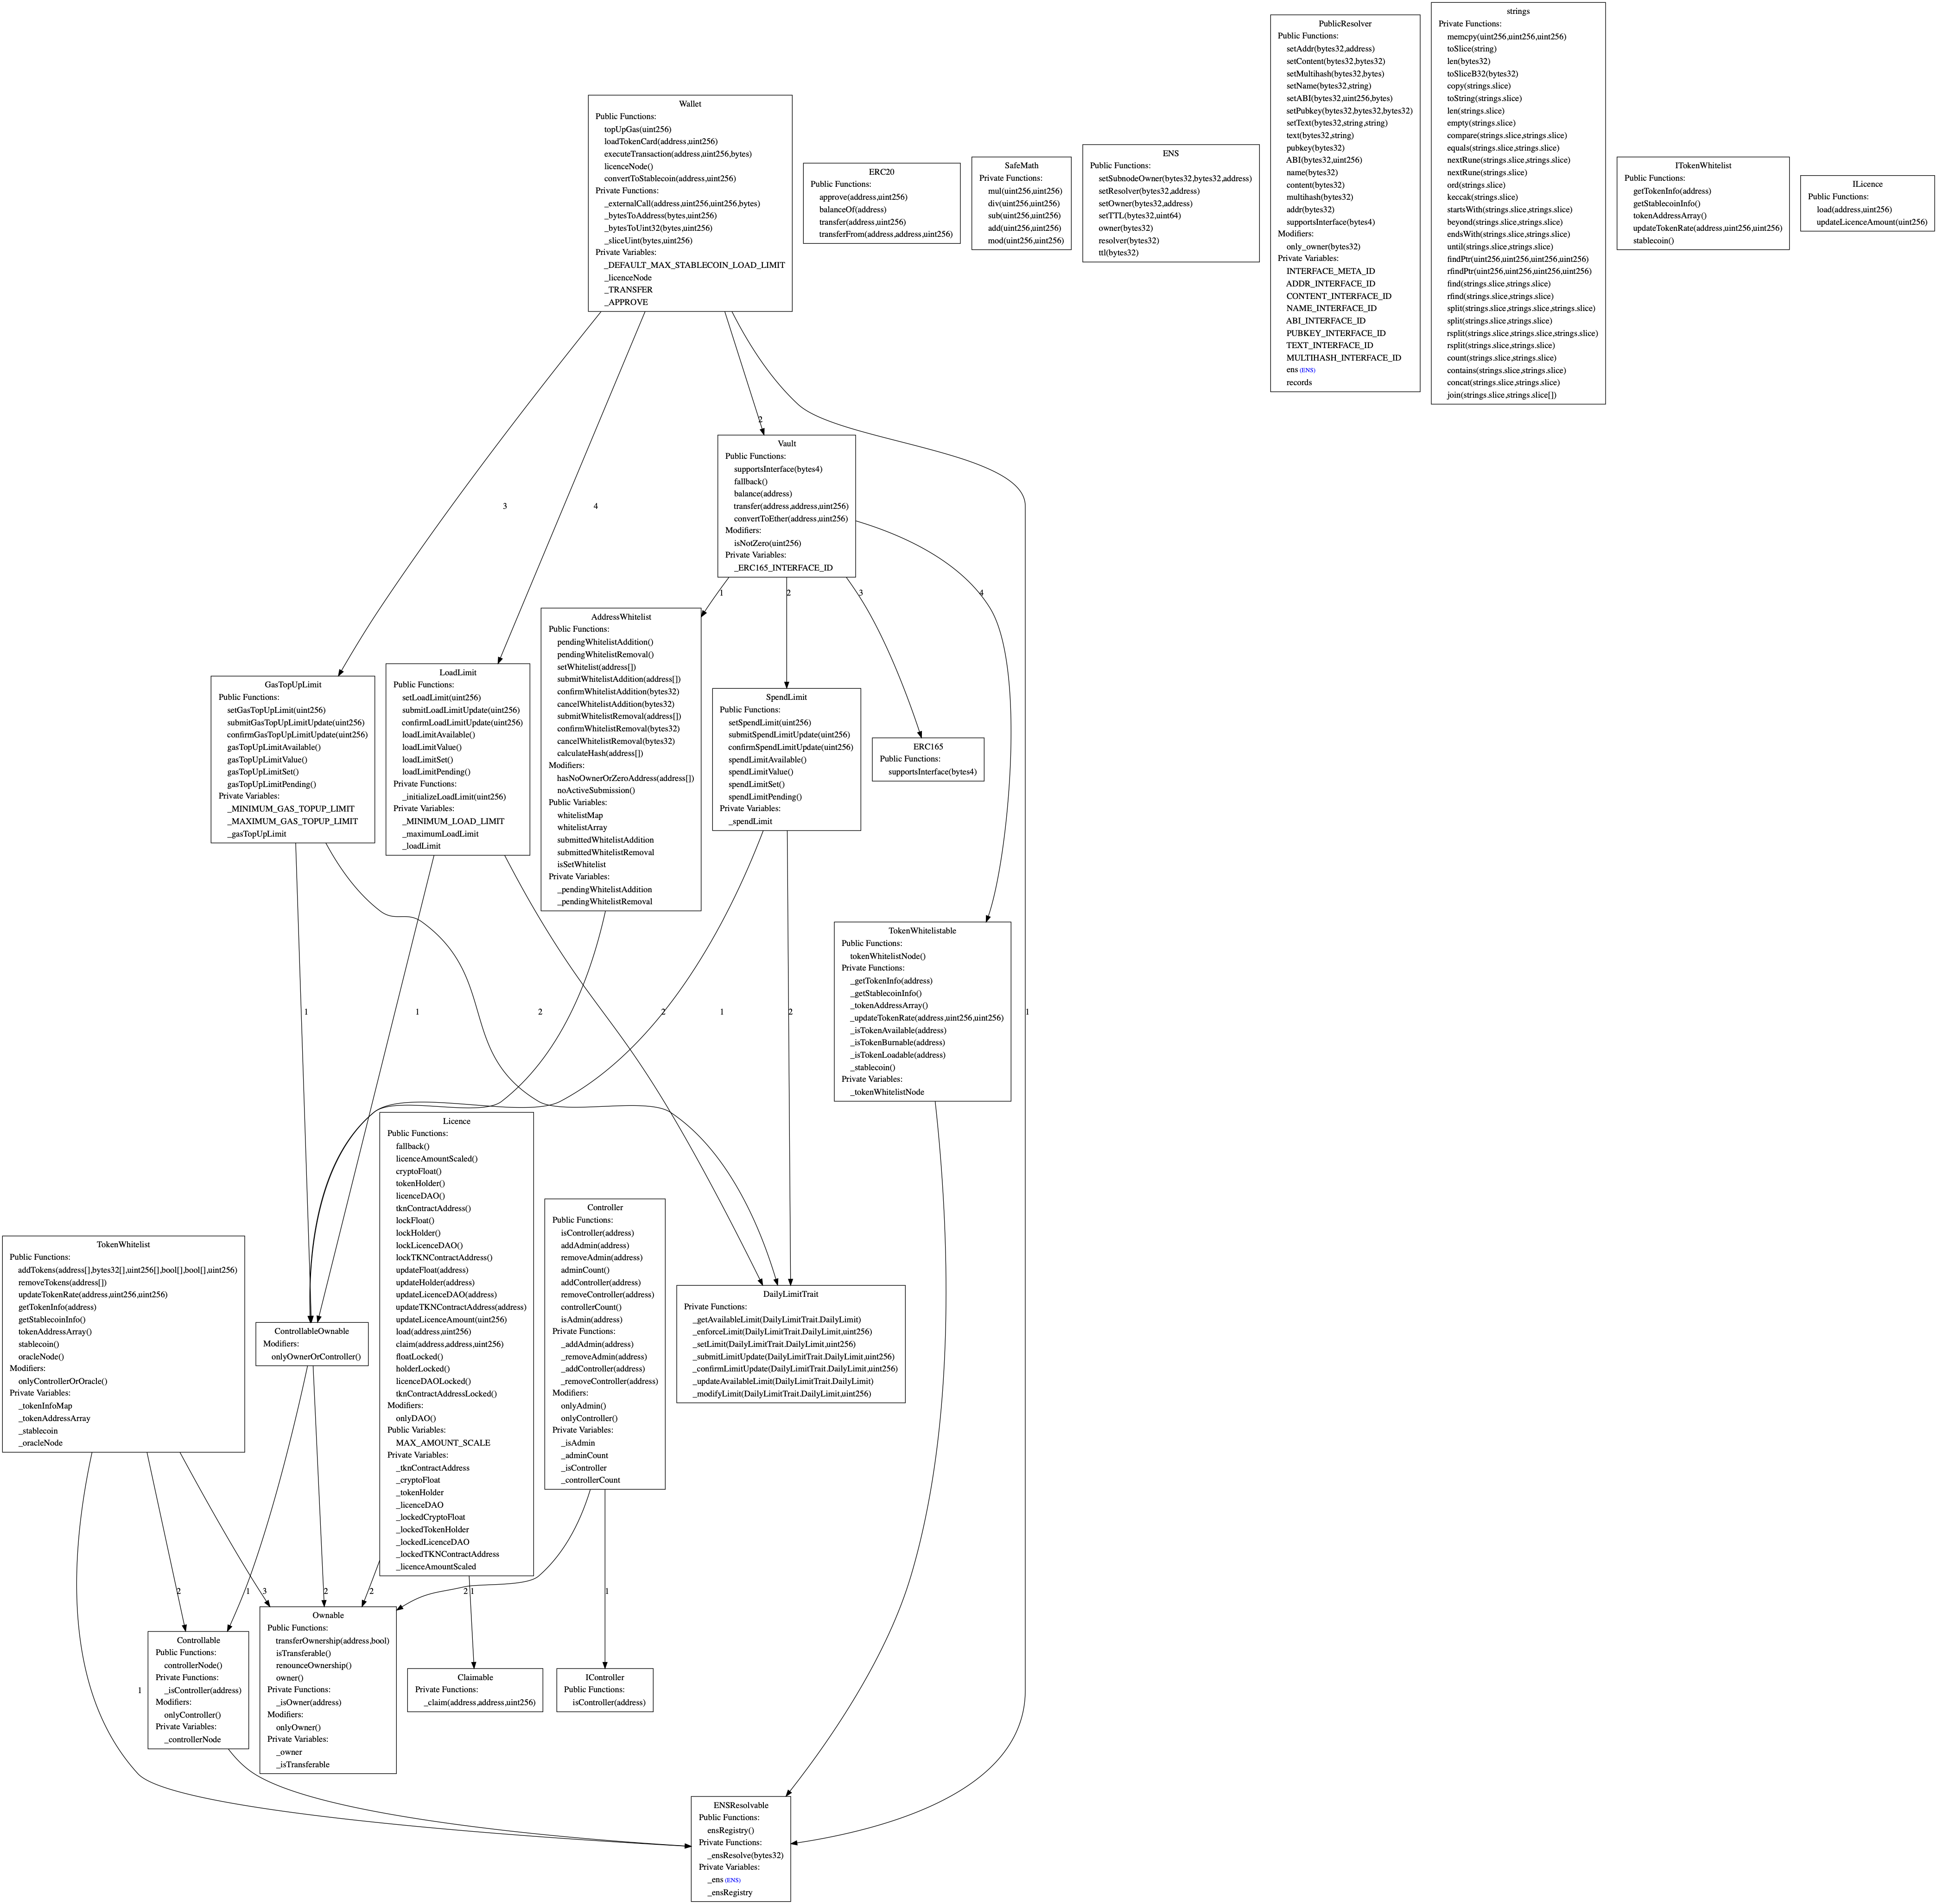 Wallet
Public Functions:
topUpGas(uint256)
loadTokenCard(address,uint256)
executeTransaction(address,uint256,bytes)
licenceNode()
convertToStablecoin(address,uint256)
Private Functions:
_externalCall(address,uint256,uint256,bytes)
_bytesToAddress(bytes,uint256)
_bytesToUint32(bytes,uint256)
_sliceUint(bytes,uint256)
Private Variables:
_DEFAULT_MAX_STABLECOIN_LOAD_LIMIT
_licenceNode
_TRANSFER
_APPROVE
ERC20
Public Functions:
approve(address,uint256)
balanceOf(address)
transfer(address,uint256)
transferFrom(address,address,uint256)
SafeMath
Private Functions:
mul(uint256,uint256)
div(uint256,uint256)
sub(uint256,uint256)
add(uint256,uint256)
mod(uint256,uint256)
ENS
Public Functions:
setSubnodeOwner(bytes32,bytes32,address)
setResolver(bytes32,address)
setOwner(bytes32,address)
setTTL(bytes32,uint64)
owner(bytes32)
resolver(bytes32)
ttl(bytes32)
PublicResolver
Public Functions:
setAddr(bytes32,address)
setContent(bytes32,bytes32)
setMultihash(bytes32,bytes)
setName(bytes32,string)
setABI(bytes32,uint256,bytes)
setPubkey(bytes32,bytes32,bytes32)
setText(bytes32,string,string)
text(bytes32,string)
pubkey(bytes32)
ABI(bytes32,uint256)
name(bytes32)
content(bytes32)
multihash(bytes32)
addr(bytes32)
supportsInterface(bytes4)
Modifiers:
only_owner(bytes32)
Private Variables:
INTERFACE_META_ID
ADDR_INTERFACE_ID
CONTENT_INTERFACE_ID
NAME_INTERFACE_ID
ABI_INTERFACE_ID
PUBKEY_INTERFACE_ID
TEXT_INTERFACE_ID
MULTIHASH_INTERFACE_ID
ens (ENS)
records
strings
Private Functions:
memcpy(uint256,uint256,uint256)
toSlice(string)
len(bytes32)
toSliceB32(bytes32)
copy(strings.slice)
toString(strings.slice)
len(strings.slice)
empty(strings.slice)
compare(strings.slice,strings.slice)
equals(strings.slice,strings.slice)
nextRune(strings.slice,strings.slice)
nextRune(strings.slice)
ord(strings.slice)
keccak(strings.slice)
startsWith(strings.slice,strings.slice)
beyond(strings.slice,strings.slice)
endsWith(strings.slice,strings.slice)
until(strings.slice,strings.slice)
findPtr(uint256,uint256,uint256,uint256)
rfindPtr(uint256,uint256,uint256,uint256)
find(strings.slice,strings.slice)
rfind(strings.slice,strings.slice)
split(strings.slice,strings.slice,strings.slice)
split(strings.slice,strings.slice)
rsplit(strings.slice,strings.slice,strings.slice)
rsplit(strings.slice,strings.slice)
count(strings.slice,strings.slice)
contains(strings.slice,strings.slice)
concat(strings.slice,strings.slice)
join(strings.slice,strings.slice[])
ITokenWhitelist
Public Functions:
getTokenInfo(address)
getStablecoinInfo()
tokenAddressArray()
updateTokenRate(address,uint256,uint256)
stablecoin()
ILicence
Public Functions:
load(address,uint256)
updateLicenceAmount(uint256)
2
3
4
Vault
Public Functions:
supportsInterface(bytes4)
fallback()
balance(address)
transfer(address,address,uint256)
convertToEther(address,uint256)
Modifiers:
isNotZero(uint256)
Private Variables:
_ERC165_INTERFACE_ID
1
2
3
4
GasTopUpLimit
Public Functions:
setGasTopUpLimit(uint256)
submitGasTopUpLimitUpdate(uint256)
confirmGasTopUpLimitUpdate(uint256)
gasTopUpLimitAvailable()
gasTopUpLimitValue()
gasTopUpLimitSet()
gasTopUpLimitPending()
Private Variables:
_MINIMUM_GAS_TOPUP_LIMIT
_MAXIMUM_GAS_TOPUP_LIMIT
_gasTopUpLimit
LoadLimit
Public Functions:
setLoadLimit(uint256)
submitLoadLimitUpdate(uint256)
confirmLoadLimitUpdate(uint256)
loadLimitAvailable()
loadLimitValue()
loadLimitSet()
loadLimitPending()
Private Functions:
_initializeLoadLimit(uint256)
Private Variables:
_MINIMUM_LOAD_LIMIT
_maximumLoadLimit
_loadLimit
AddressWhitelist
Public Functions:
pendingWhitelistAddition()
pendingWhitelistRemoval()
setWhitelist(address[])
submitWhitelistAddition(address[])
confirmWhitelistAddition(bytes32)
cancelWhitelistAddition(bytes32)
submitWhitelistRemoval(address[])
confirmWhitelistRemoval(bytes32)
cancelWhitelistRemoval(bytes32)
calculateHash(address[])
Modifiers:
hasNoOwnerOrZeroAddress(address[])
noActiveSubmission()
Public Variables:
whitelistMap
whitelistArray
submittedWhitelistAddition
submittedWhitelistRemoval
isSetWhitelist
Private Variables:
_pendingWhitelistAddition
_pendingWhitelistRemoval
SpendLimit
Public Functions:
setSpendLimit(uint256)
submitSpendLimitUpdate(uint256)
confirmSpendLimitUpdate(uint256)
spendLimitAvailable()
spendLimitValue()
spendLimitSet()
spendLimitPending()
Private Variables:
_spendLimit
ERC165
Public Functions:
supportsInterface(bytes4)
TokenWhitelistable
Public Functions:
tokenWhitelistNode()
Private Functions:
_getTokenInfo(address)
_getStablecoinInfo()
_tokenAddressArray()
_updateTokenRate(address,uint256,uint256)
_isTokenAvailable(address)
_isTokenBurnable(address)
_isTokenLoadable(address)
_stablecoin()
Private Variables:
_tokenWhitelistNode
1
1
2
2
1
2
1
TokenWhitelist
Public Functions:
addTokens(address[],bytes32[],uint256[],bool[],bool[],uint256)
removeTokens(address[])
updateTokenRate(address,uint256,uint256)
getTokenInfo(address)
getStablecoinInfo()
tokenAddressArray()
stablecoin()
oracleNode()
Modifiers:
onlyControllerOrOracle()
Private Variables:
_tokenInfoMap
_tokenAddressArray
_stablecoin
_oracleNode
ControllableOwnable
Modifiers:
onlyOwnerOrController()
Licence
Public Functions:
fallback()
licenceAmountScaled()
cryptoFloat()
tokenHolder()
licenceDAO()
tknContractAddress()
lockFloat()
lockHolder()
lockLicenceDAO()
lockTKNContractAddress()
updateFloat(address)
updateHolder(address)
updateLicenceDAO(address)
updateTKNContractAddress(address)
updateLicenceAmount(uint256)
load(address,uint256)
claim(address,address,uint256)
floatLocked()
holderLocked()
licenceDAOLocked()
tknContractAddressLocked()
Modifiers:
onlyDAO()
Public Variables:
MAX_AMOUNT_SCALE
Private Variables:
_tknContractAddress
_cryptoFloat
_tokenHolder
_licenceDAO
_lockedCryptoFloat
_lockedTokenHolder
_lockedLicenceDAO
_lockedTKNContractAddress
_licenceAmountScaled
Controller
Public Functions:
isController(address)
addAdmin(address)
removeAdmin(address)
adminCount()
addController(address)
removeController(address)
controllerCount()
isAdmin(address)
Private Functions:
_addAdmin(address)
_removeAdmin(address)
_addController(address)
_removeController(address)
Modifiers:
onlyAdmin()
onlyController()
Private Variables:
_isAdmin
_adminCount
_isController
_controllerCount
DailyLimitTrait
Private Functions:
_getAvailableLimit(DailyLimitTrait.DailyLimit)
_enforceLimit(DailyLimitTrait.DailyLimit,uint256)
_setLimit(DailyLimitTrait.DailyLimit,uint256)
_submitLimitUpdate(DailyLimitTrait.DailyLimit,uint256)
_confirmLimitUpdate(DailyLimitTrait.DailyLimit,uint256)
_updateAvailableLimit(DailyLimitTrait.DailyLimit)
_modifyLimit(DailyLimitTrait.DailyLimit,uint256)
2
1
3
2
2
2
1
1
1
Controllable
Public Functions:
controllerNode()
Private Functions:
_isController(address)
Modifiers:
onlyController()
Private Variables:
_controllerNode
Ownable
Public Functions:
transferOwnership(address,bool)
isTransferable()
renounceOwnership()
owner()
Private Functions:
_isOwner(address)
Modifiers:
onlyOwner()
Private Variables:
_owner
_isTransferable
Claimable
Private Functions:
_claim(address,address,uint256)
IController
Public Functions:
isController(address)
ENSResolvable
Public Functions:
ensRegistry()
Private Functions:
_ensResolve(bytes32)
Private Variables:
_ens (ENS)
_ensRegistry